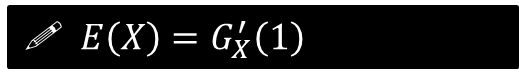 E(X) = G′_X(1)